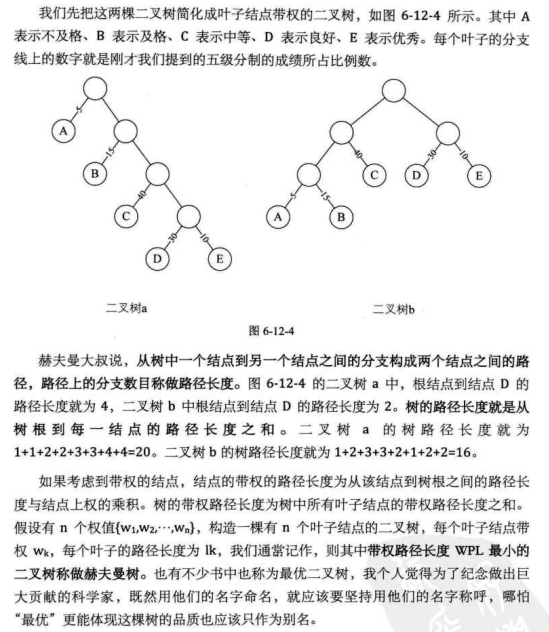 我们先把这两棵二叉树简化成叶子结点带权的二叉树，如图 6-12-4 所示。其中 A
表示不及格、B 表示及格、C 表示中等、D 表示良好、E 表示优秀。每个叶子的分支
线上的数字就是刚才我们提到的五级分制的成绩所占比例数。
5
A
15
B
40
C
30
10
D
E
40
30
10
C
D
E
5
15
A
B
二叉树a
二叉树b
图 6-12-4
赫夫曼大叔说，从树中一个结点到另一个结点之间的分支构成两个结点之间的路
径，路径上的分支数目称做路径长度。图 6-12-4 的二叉树 a 中，根结点到结点 D 的
路径长度就为 4，二叉树 b 中根结点到结点 D 的路径长度为 2。树的路径长度就是从
树根到每一结点的路径长度之和。二叉树 a 的树路径长度就为
1+1+2+2+3+3+4+4=20。二叉树 b 的树路径长度就为 1+2+3+3+2+1+2+2=16。
如果考虑到带权的结点，结点的带权的路径长度为从该结点到树根之间的路径长
度与结点上权的乘积。树的带权路径长度为树中所有叶子结点的带权路径长度之和。
假设有 n 个权值{w₁,w₂,⋯,wₙ}，构造一棵有 n 个叶子结点的二叉树，每个叶子结点带
权 wₖ，每个叶子的路径长度为 lk，我们通常记作，则其中带权路径长度 WPL 最小的
二叉树称做赫夫曼树。也有不少书中也称为最优二叉树，我个人觉得为了纪念做出巨
大贡献的科学家，既然用他们的名字命名，就应该要坚持用他们的名字称呼，哪怕
“最优”更能体现这棵树的品质也应该只作为别名。